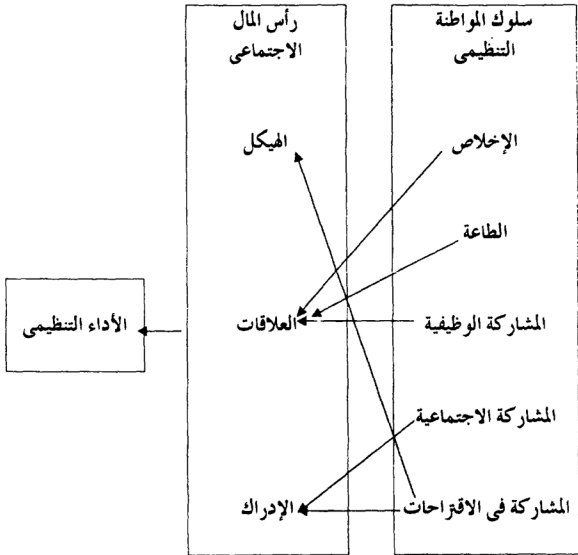 سلوك المواطنة
التنظيمى
رأس المال
الاجتماعى
الإخلاص
الهيكل
الطاعة
المشاركة الوظيفية
العلاقات
الأداء التنظيمى
المشاركة الاجتماعية
المشاركة فى الاقتراحات
الإدراك